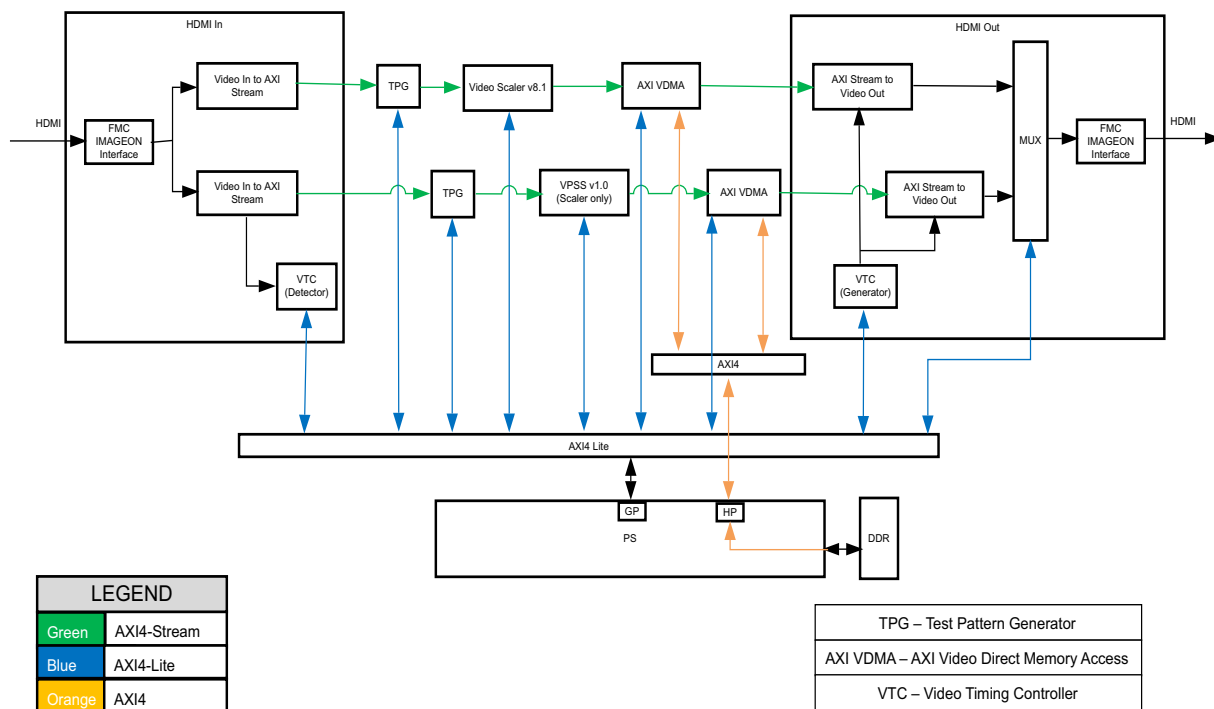 HDMI In
HDMI Out
Video In to AXI
Stream
TPG
Video Scaler v8.1
AXI VDMA
AXI Stream to
Video Out
HDMI
FMC
IMAGEON
Interface
MUX
FMC
IMAGEON
Interface
HDMI
Video In to AXI
Stream
TPG
VPSS v1.0
(Scaler only)
AXI VDMA
AXI Stream to
Video Out
VTC
(Detector)
VTC
(Generator)
AXI4
AXI4 Lite
GP
HP
PS
DDR
LEGEND
Green
AXI4-Stream
Blue
AXI4-Lite
Orange
AXI4
TPG – Test Pattern Generator
AXI VDMA – AXI Video Direct Memory Access
VTC – Video Timing Controller